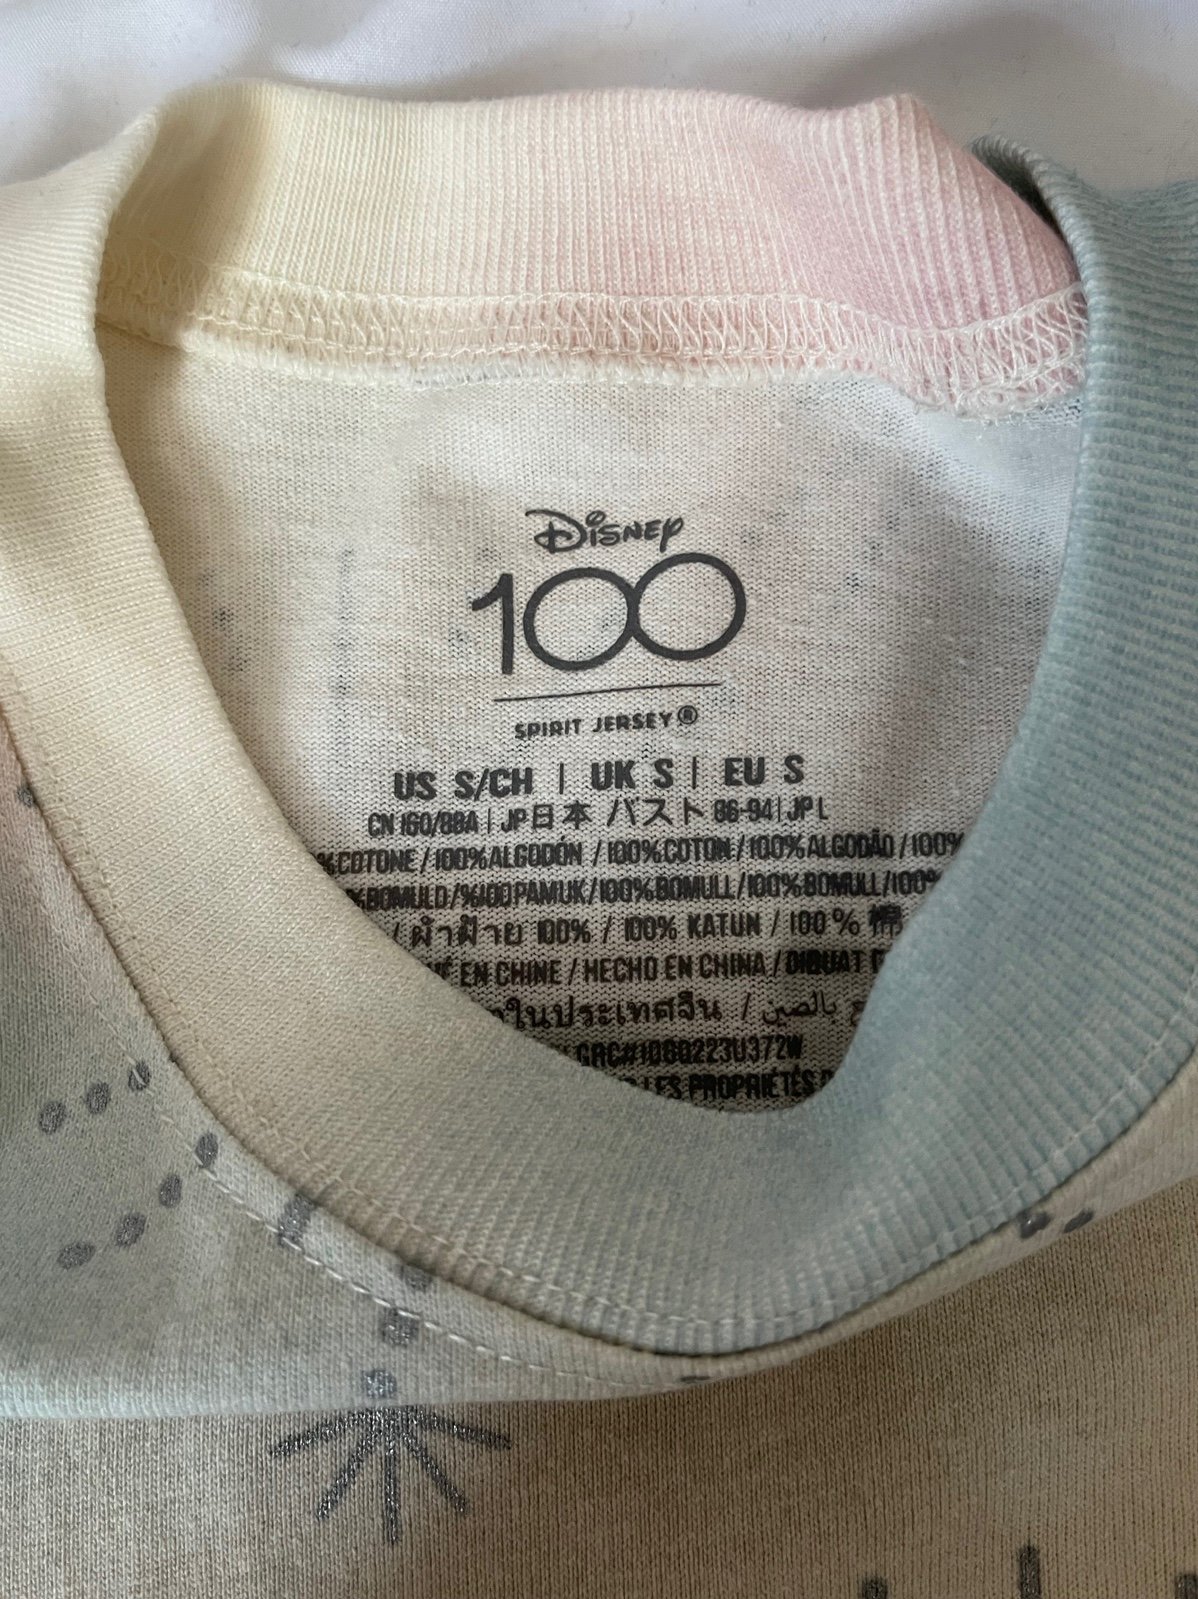 Disney
100
SPIRIT JERSEY®
US S/CH | UK S | EU S
CN 160/88A | JP日本 バスト 86-94 | JP L
%COTONE / 100%ALGODÓN / 100%COTON / 100%ALGODÃO / 100%
%BOMULD/%100PAMUK/100%BOMULL/100%BOMULL/100%
/ ผ้าฝ้าย 100% / 100% KATUN / 100% 棉
EN CHINE / HECHO EN CHINA / DIBUAT
ในประเทศจีน / بالصين
GRC#1060223U372W
LES PROPRIÉTÉS